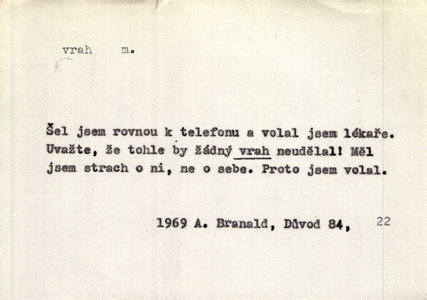 vrah m.
Šel jsem rovnou k telefonu a volal jsem lékaře.
Uvažte, že tohle by žádný vrah neudělal! Měl
jsem strach o ni, ne o sebe. Proto jsem volal.
1969 A. Branald, Důvod 84, 22